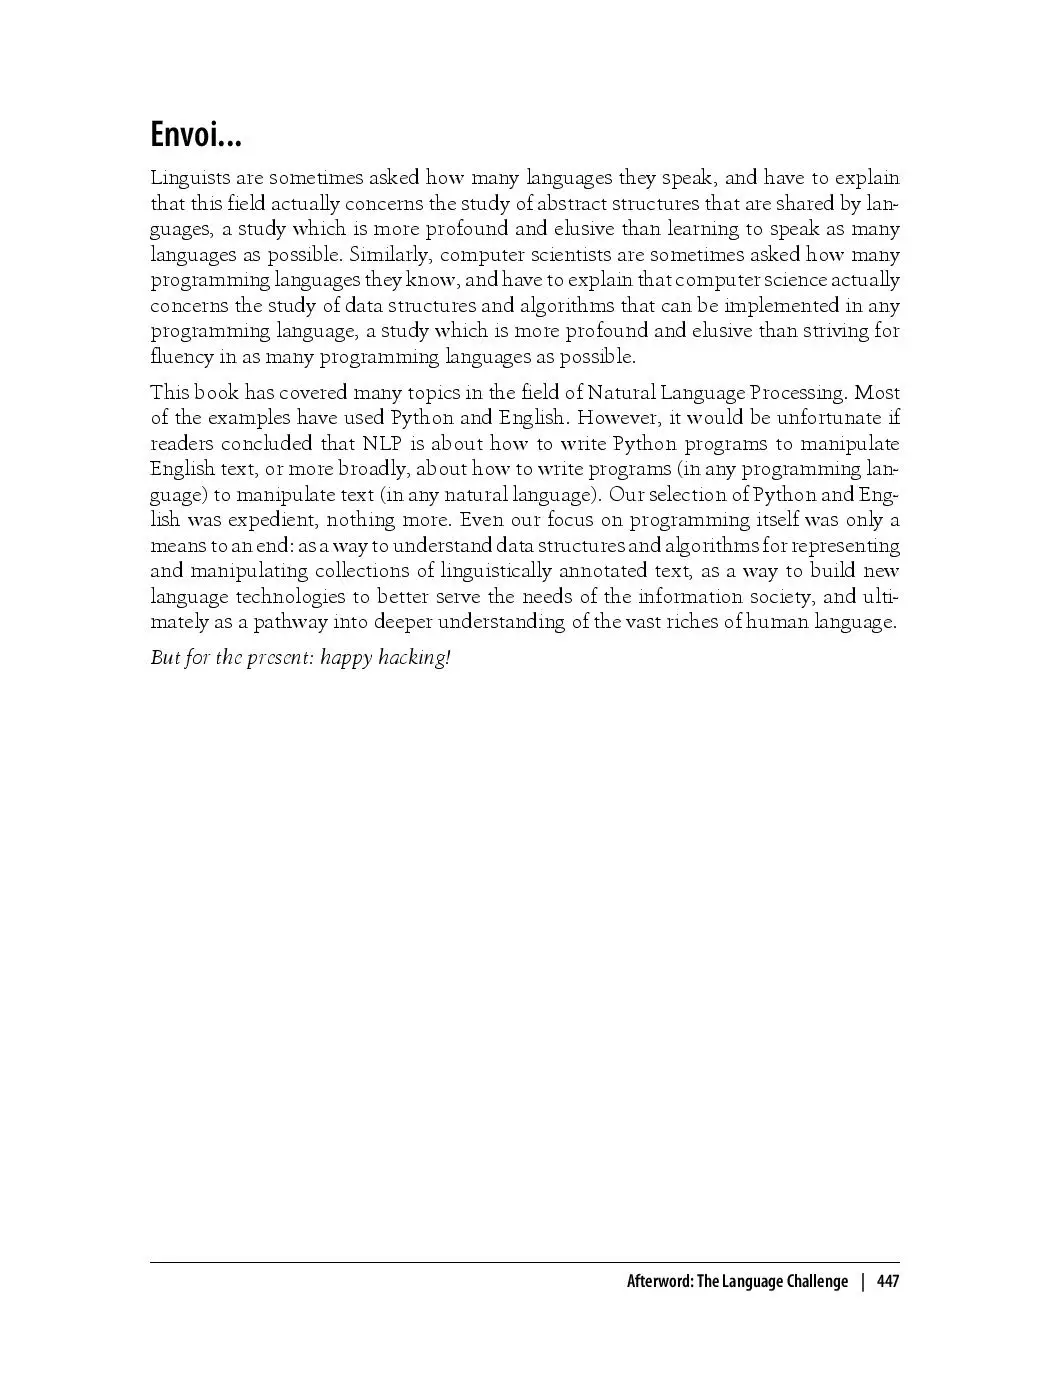 Envoi...
Linguists are sometimes asked how many languages they speak, and have to explain
that this field actually concerns the study of abstract structures that are shared by lan-
guages, a study which is more profound and elusive than learning to speak as many
languages as possible. Similarly, computer scientists are sometimes asked how many
programming languages they know, and have to explain that computer science actually
concerns the study of data structures and algorithms that can be implemented in any
programming language, a study which is more profound and elusive than striving for
fluency in as many programming languages as possible.
This book has covered many topics in the field of Natural Language Processing. Most
of the examples have used Python and English. However, it would be unfortunate if
readers concluded that NLP is about how to write Python programs to manipulate
English text, or more broadly, about how to write programs (in any programming lan-
guage) to manipulate text (in any natural language). Our selection of Python and Eng-
lish was expedient, nothing more. Even our focus on programming itself was only a
means to an end: as a way to understand data structures and algorithms for representing
and manipulating collections of linguistically annotated text, as a way to build new
language technologies to better serve the needs of the information society, and ulti-
mately as a pathway into deeper understanding of the vast riches of human language.
But for the present: happy hacking!
Afterword: The Language Challenge | 447